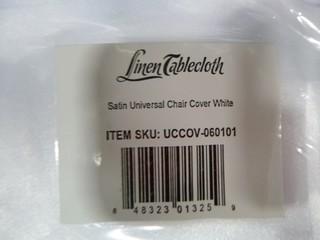 Linen Tablecloth
Satin Universal Chair Cover White
ITEM SKU: UCCOV-060101
8 48323 01325 9